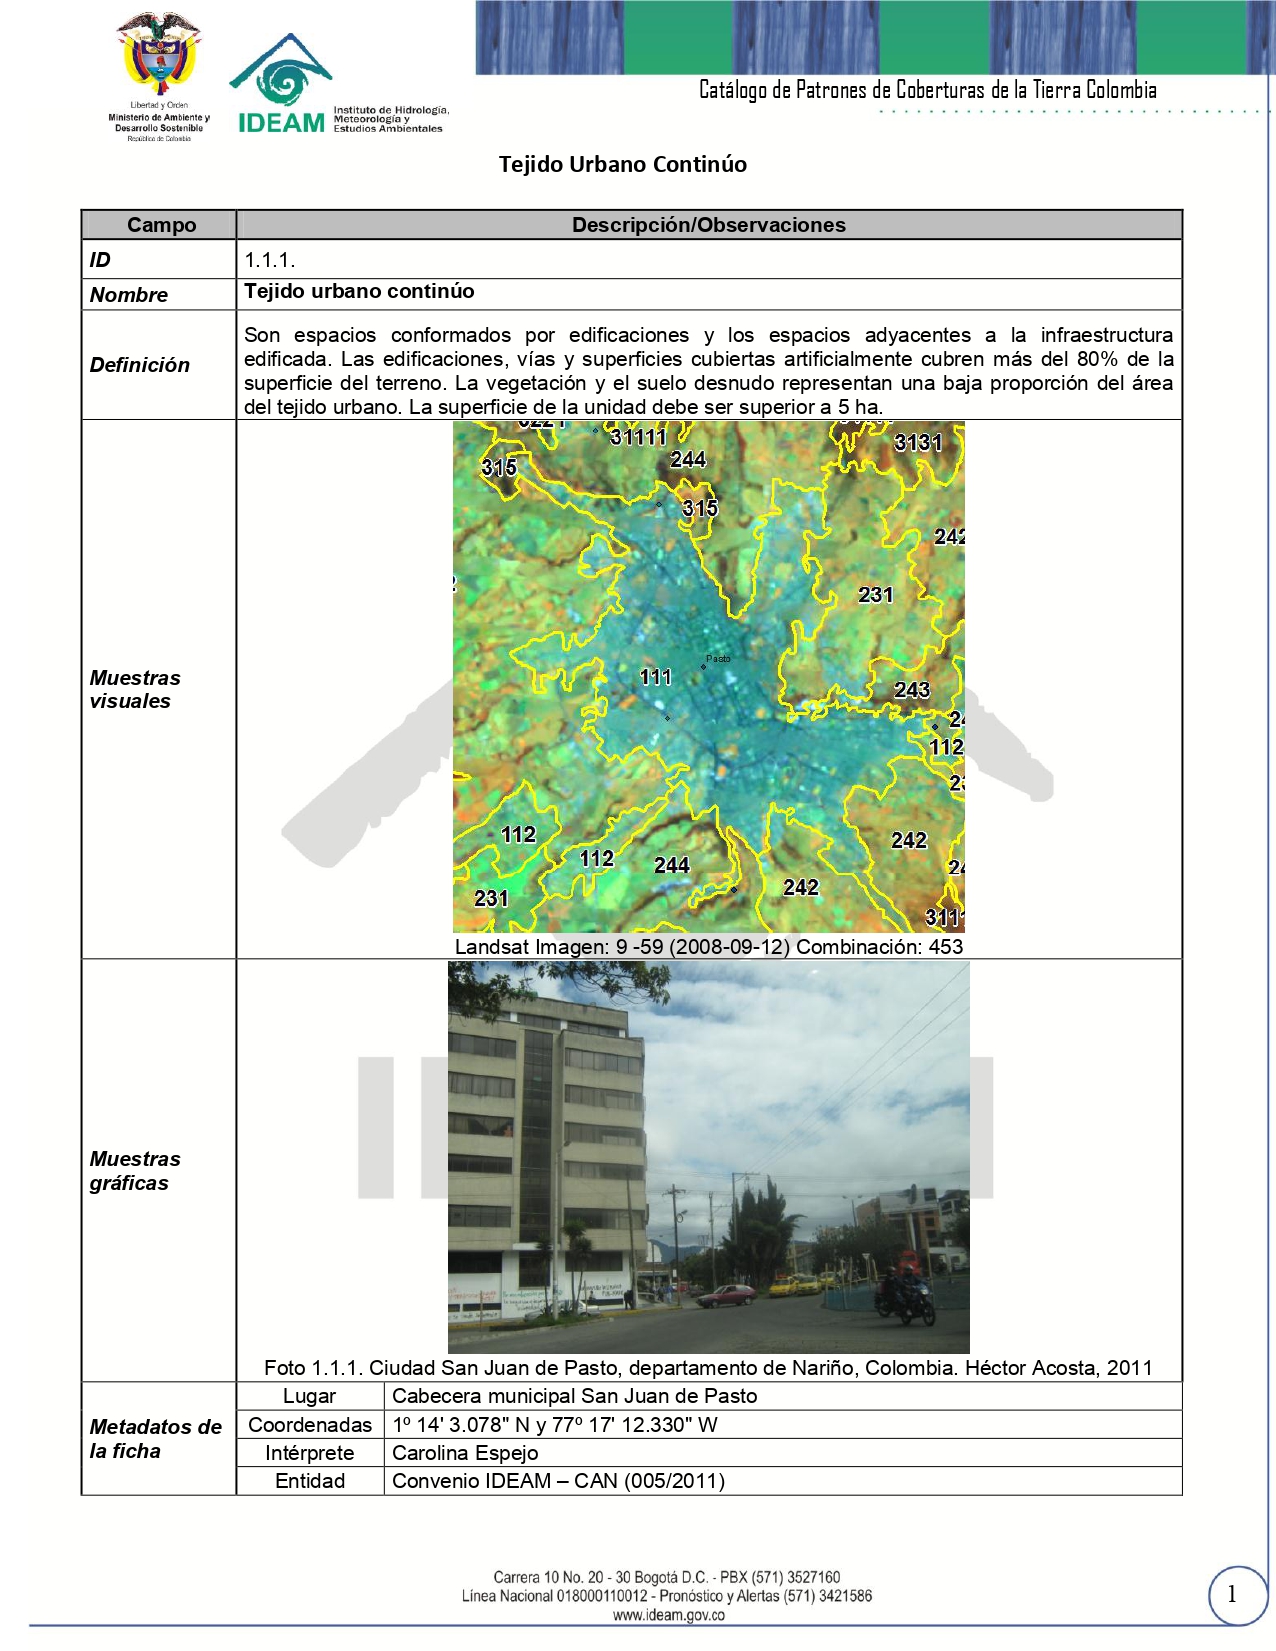 Libertad y Orden
Ministerio de Ambiente y
Desarrollo Sostenible
República de Colombia
IDEAM
Instituto de Hidrología,
Meteorología y
Estudios Ambientales
Catálogo de Patrones de Coberturas de la Tierra Colombia
Tejido Urbano Continúo
Campo Descripción/Observaciones
ID 1.1.1.
Nombre Tejido urbano continúo
Definición
Son espacios conformados por edificaciones y los espacios adyacentes a la infraestructura
edificada. Las edificaciones, vías y superficies cubiertas artificialmente cubren más del 80% de la
superficie del terreno. La vegetación y el suelo desnudo representan una baja proporción del área
del tejido urbano. La superficie de la unidad debe ser superior a 5 ha.
Muestras
visuales
31111
3131
244
315
315
242
231
Pasto
111
243
112
112
112
244
242
242
231
Landsat Imagen: 9 -59 (2008-09-12) Combinación: 453
Muestras
gráficas
Foto 1.1.1. Ciudad San Juan de Pasto, departamento de Nariño, Colombia. Héctor Acosta, 2011
Metadatos de
la ficha
Lugar Cabecera municipal San Juan de Pasto
Coordenadas 1º 14' 3.078" N y 77º 17' 12.330" W
Intérprete Carolina Espejo
Entidad Convenio IDEAM – CAN (005/2011)
Carrera 10 No. 20 - 30 Bogotá D.C. - PBX (571) 3527160
Línea Nacional 018000110012 - Pronóstico y Alertas (571) 3421586
www.ideam.gov.co
1